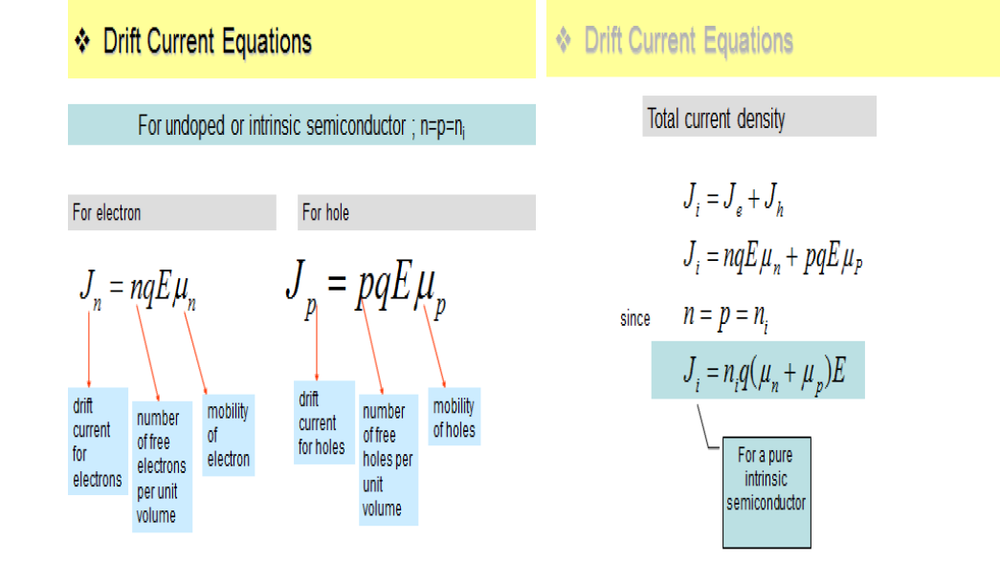 ❖ Drift Current Equations
For undoped or intrinsic semiconductor ; n=p=nᵢ
For electron
For hole
Jₙ = nqEμₙ
Jₚ = pqEμₚ
drift
current
for
electrons
number
of free
electrons
per unit
volume
mobility
of
electron
drift
current
for holes
number
of free
holes per
unit
volume
mobility
of holes
❖ Drift Current Equations
Total current density
Jᵢ = Jₑ + Jₕ
Jᵢ = nqEμₙ + pqEμ_P
since n = p = nᵢ
Jᵢ = nᵢq(μₙ + μₚ)E
For a pure
intrinsic
semiconductor